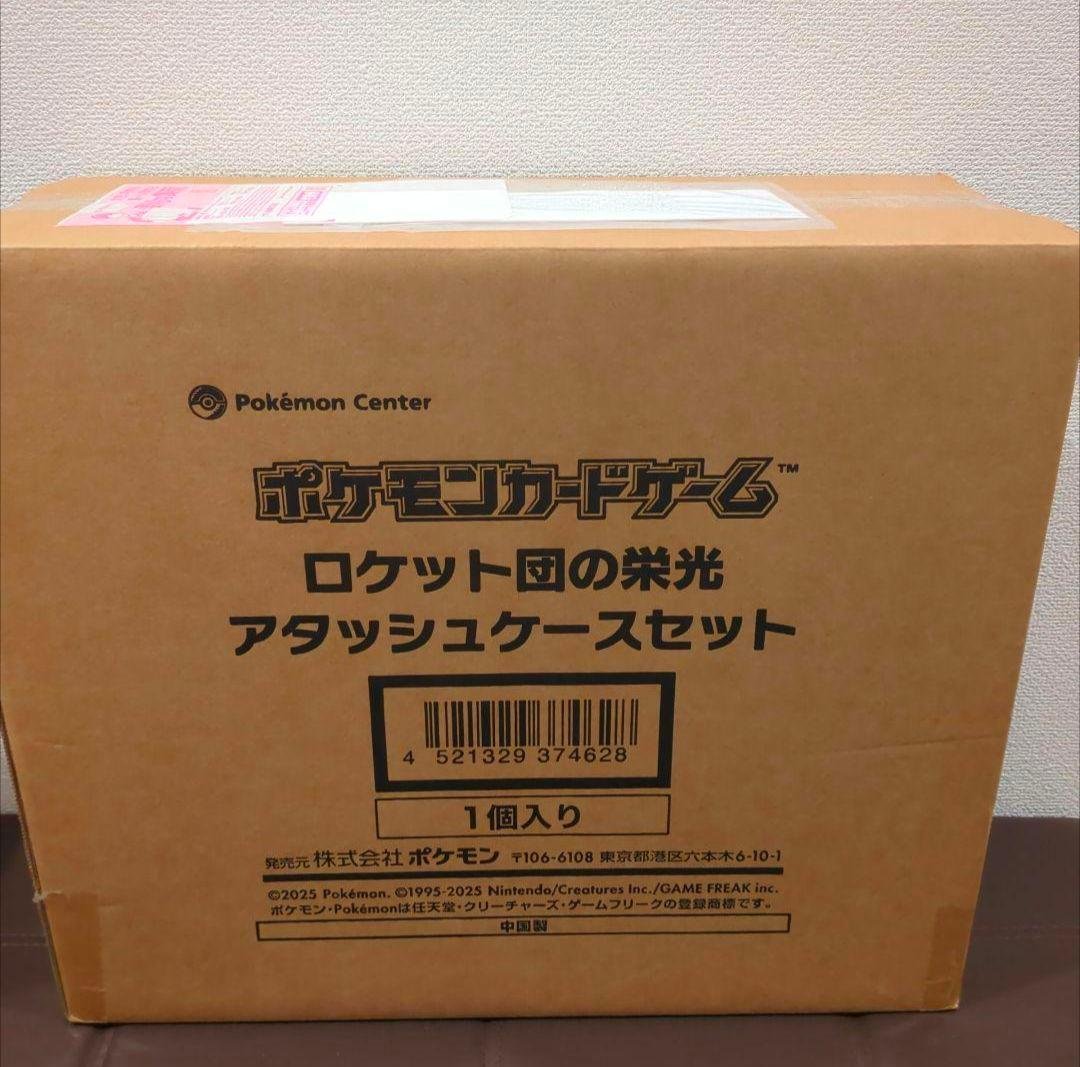 Pokémon Center
ポケモンカードゲーム™
ロケット団の栄光
アタッシュケースセット
4 521329 374628
1個入り
発売元 株式会社 ポケモン 〒106-6108 東京都港区六本木6-10-1
©2025 Pokémon. ©1995-2025 Nintendo/Creatures Inc./GAME FREAK inc.
ポケモン・Pokémonは任天堂・クリーチャーズ・ゲームフリークの登録商標です。
中国製